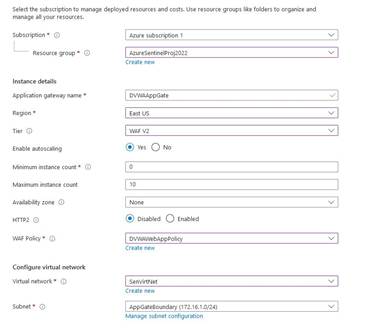 Select the subscription to manage deployed resources and costs. Use resource groups like folders to organize and
manage all your resources.
Subscription * Azure subscription 1
Resource group * AzureSentinelProj2022
Create new
Instance details
Application gateway name * DVWAAppGate
Region * East US
Tier WAF V2
Enable autoscaling Yes No
Minimum instance count * 0
Maximum instance count 10
Availability zone None
HTTP2 Disabled Enabled
WAF Policy * DVWAWebAppPolicy
Create new
Configure virtual network
Virtual network * SenVirtNet
Create new
Subnet * AppGateBoundary (172.16.1.0/24)
Manage subnet configuration